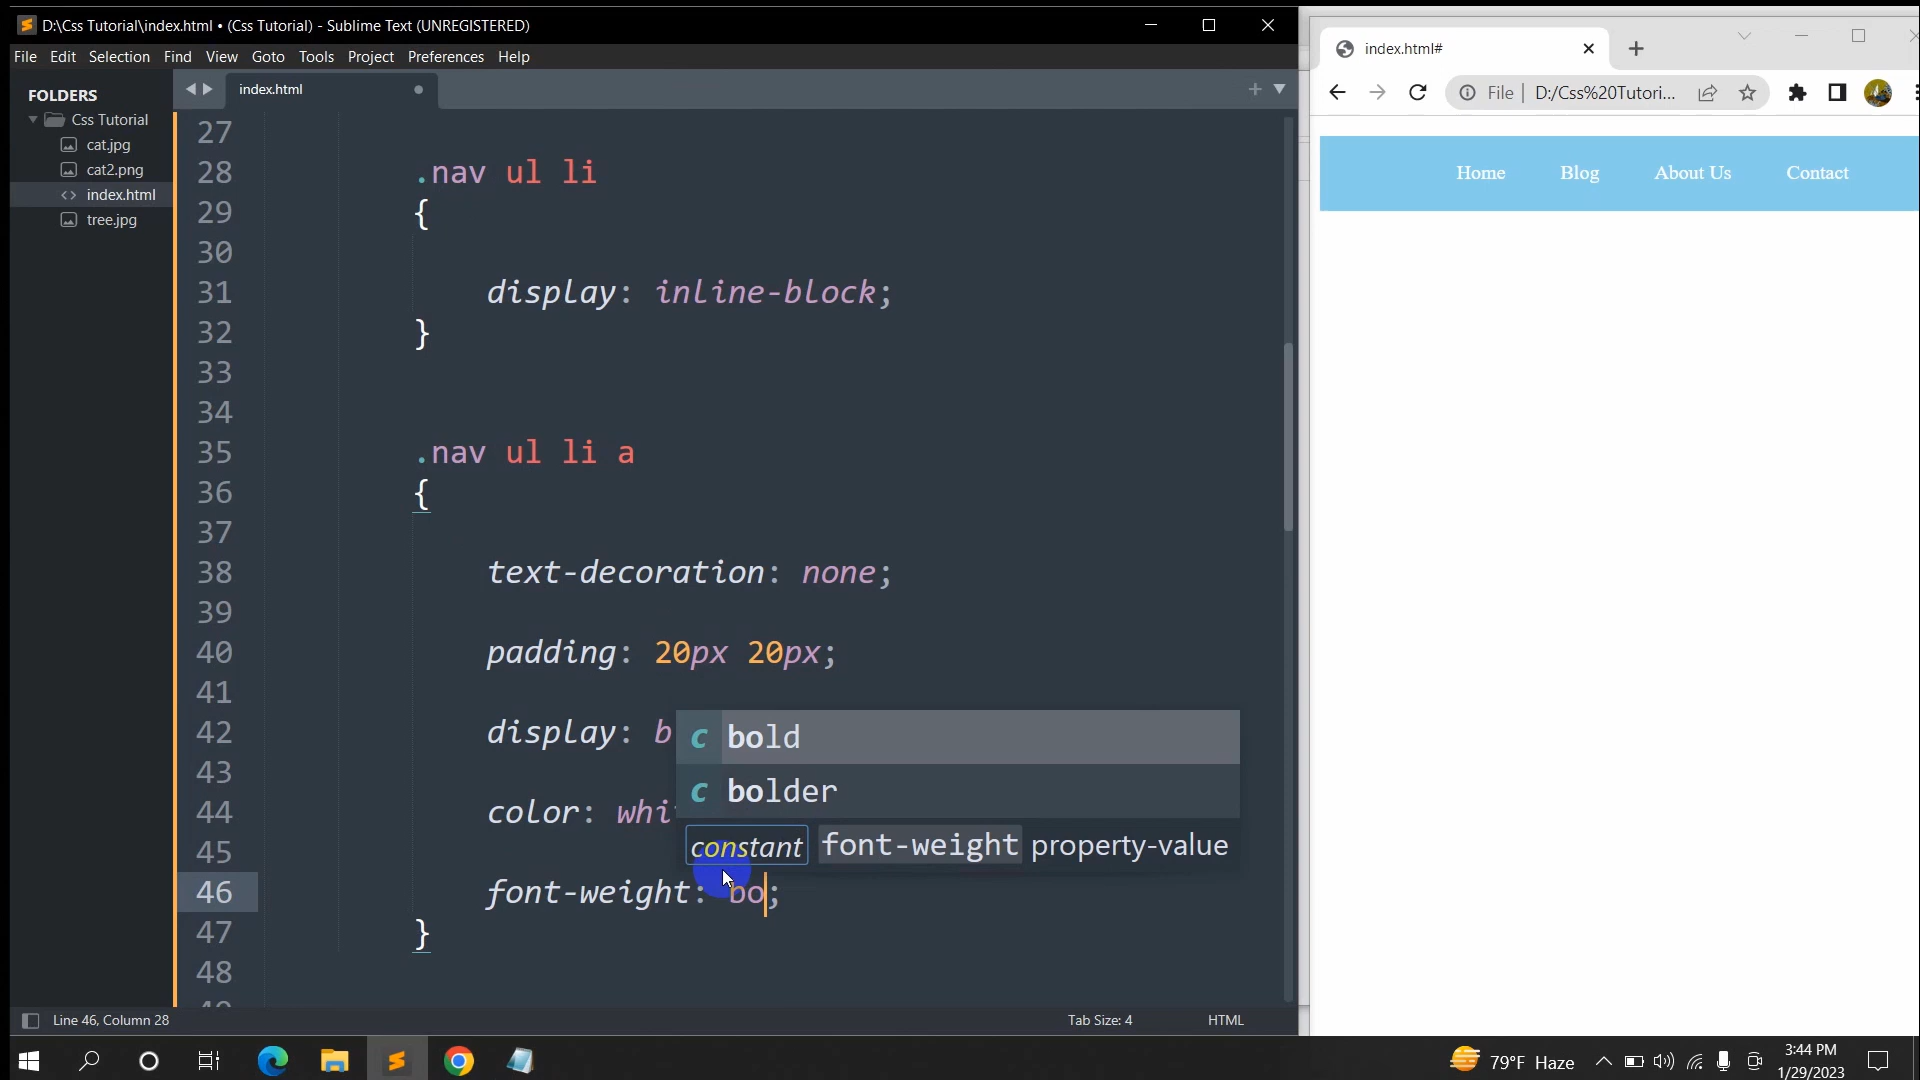 D:\Css Tutorial\index.html • (Css Tutorial) - Sublime Text (UNREGISTERED)
File Edit Selection Find View Goto Tools Project Preferences Help
FOLDERS
Css Tutorial
cat.jpg
cat2.png
index.html
tree.jpg
index.html
27
28 .nav ul li
29 {
30
31 display: inline-block;
32 }
33
34
35 .nav ul li a
36 {
37
38 text-decoration: none;
39
40 padding: 20px 20px;
41
42 display: b
43
44 color: whi
45
46 font-weight: bo;
47 }
48
bold
bolder
constant font-weight property-value
Line 46, Column 28
Tab Size: 4
HTML
index.html#
File D:/Css%20Tutori...
Home Blog About Us Contact
79°F Haze
3:44 PM
1/29/2023